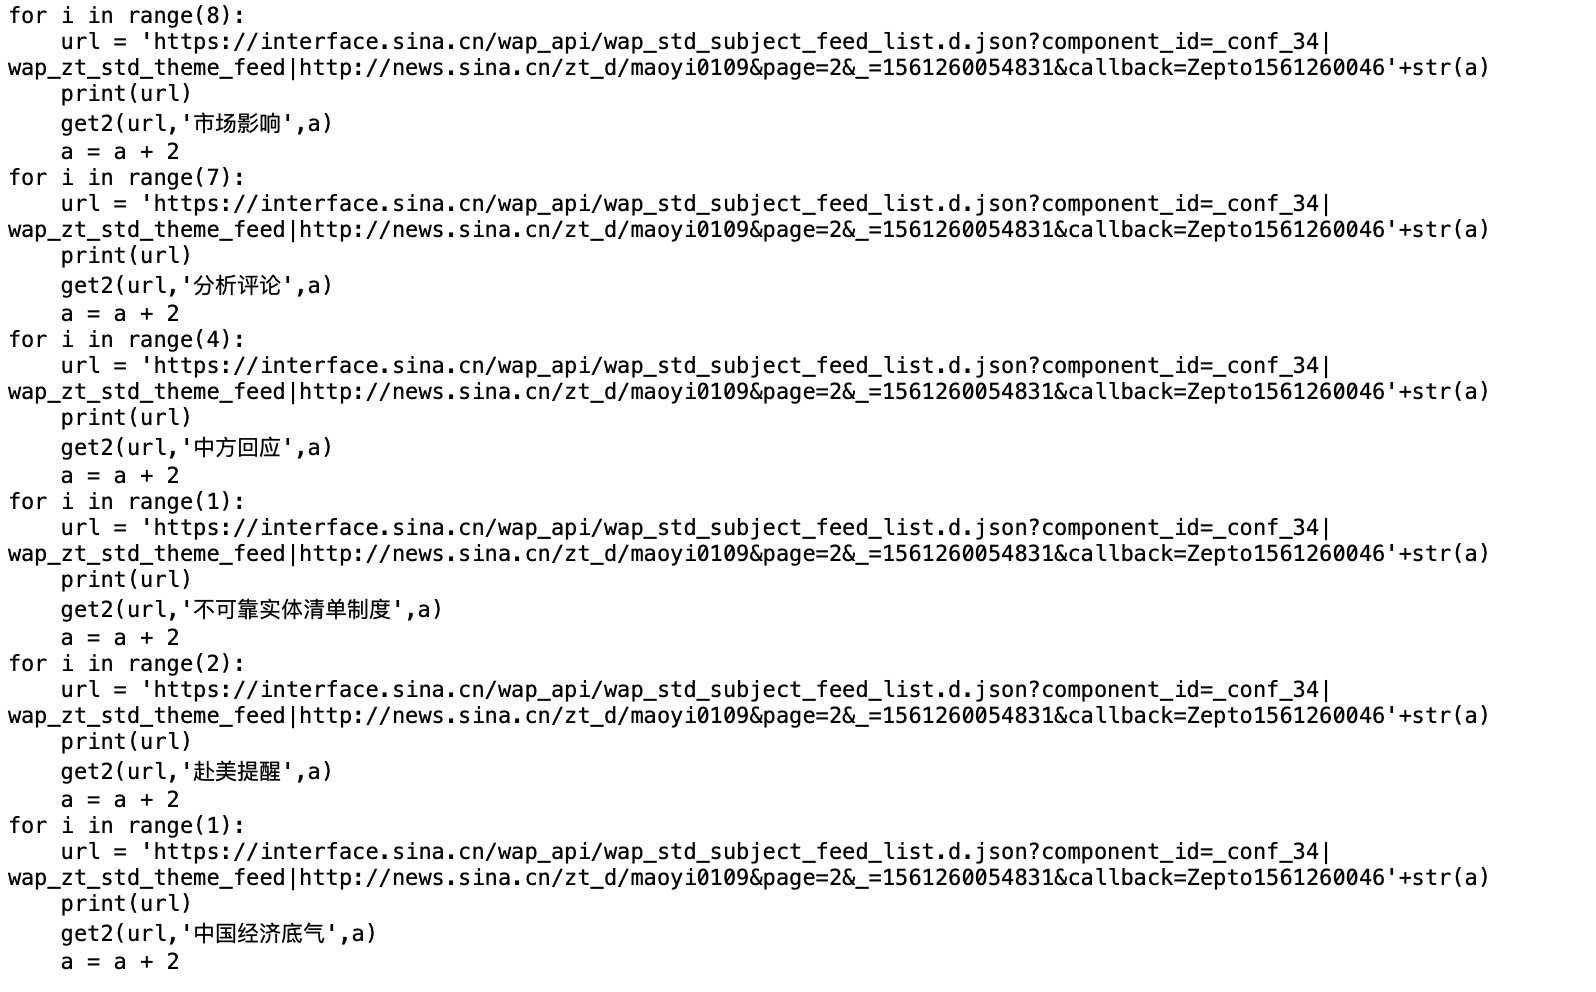 for i in range(8):
    url = 'https://interface.sina.cn/wap_api/wap_std_subject_feed_list.d.json?component_id=_conf_34|
wap_zt_std_theme_feed|http://news.sina.cn/zt_d/maoyi0109&page=2&_=1561260054831&callback=Zepto1561260046'+str(a)
    print(url)
    get2(url,'市场影响',a)
    a = a + 2
for i in range(7):
    url = 'https://interface.sina.cn/wap_api/wap_std_subject_feed_list.d.json?component_id=_conf_34|
wap_zt_std_theme_feed|http://news.sina.cn/zt_d/maoyi0109&page=2&_=1561260054831&callback=Zepto1561260046'+str(a)
    print(url)
    get2(url,'分析评论',a)
    a = a + 2
for i in range(4):
    url = 'https://interface.sina.cn/wap_api/wap_std_subject_feed_list.d.json?component_id=_conf_34|
wap_zt_std_theme_feed|http://news.sina.cn/zt_d/maoyi0109&page=2&_=1561260054831&callback=Zepto1561260046'+str(a)
    print(url)
    get2(url,'中方回应',a)
    a = a + 2
for i in range(1):
    url = 'https://interface.sina.cn/wap_api/wap_std_subject_feed_list.d.json?component_id=_conf_34|
wap_zt_std_theme_feed|http://news.sina.cn/zt_d/maoyi0109&page=2&_=1561260054831&callback=Zepto1561260046'+str(a)
    print(url)
    get2(url,'不可靠实体清单制度',a)
    a = a + 2
for i in range(2):
    url = 'https://interface.sina.cn/wap_api/wap_std_subject_feed_list.d.json?component_id=_conf_34|
wap_zt_std_theme_feed|http://news.sina.cn/zt_d/maoyi0109&page=2&_=1561260054831&callback=Zepto1561260046'+str(a)
    print(url)
    get2(url,'赴美提醒',a)
    a = a + 2
for i in range(1):
    url = 'https://interface.sina.cn/wap_api/wap_std_subject_feed_list.d.json?component_id=_conf_34|
wap_zt_std_theme_feed|http://news.sina.cn/zt_d/maoyi0109&page=2&_=1561260054831&callback=Zepto1561260046'+str(a)
    print(url)
    get2(url,'中国经济底气',a)
    a = a + 2